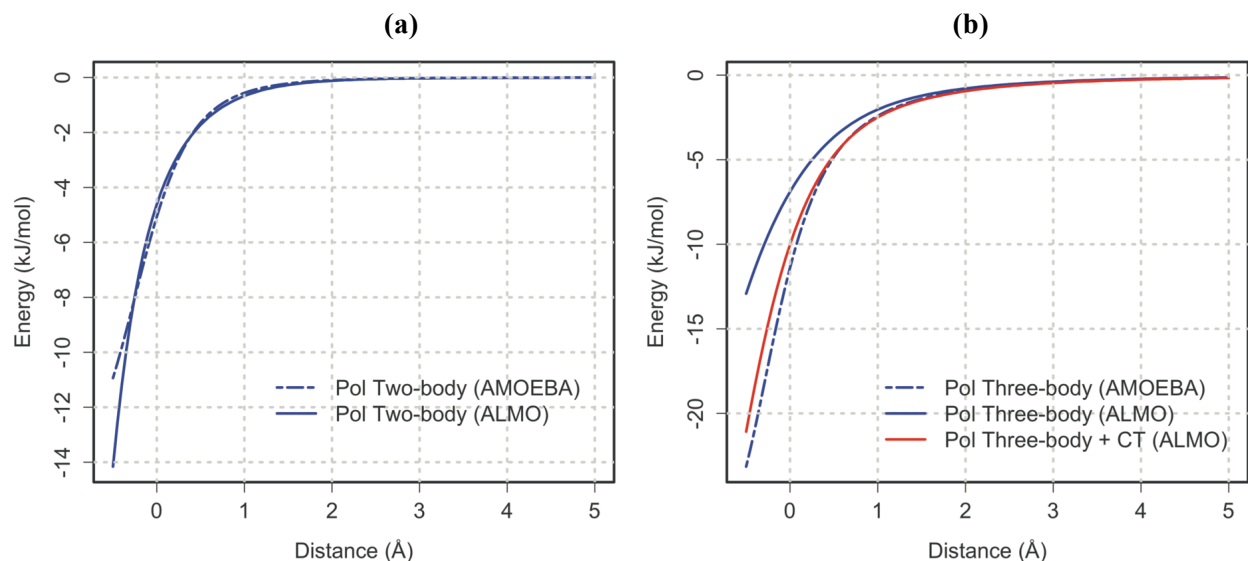 (a)
0
-2
-4
-6
-8
-10
-12
-14
Energy (kJ/mol)
Pol Two-body (AMOEBA)
Pol Two-body (ALMO)
0 1 2 3 4 5
Distance (Å)
(b)
0
-5
-10
-15
-20
Energy (kJ/mol)
Pol Three-body (AMOEBA)
Pol Three-body (ALMO)
Pol Three-body + CT (ALMO)
0 1 2 3 4 5
Distance (Å)